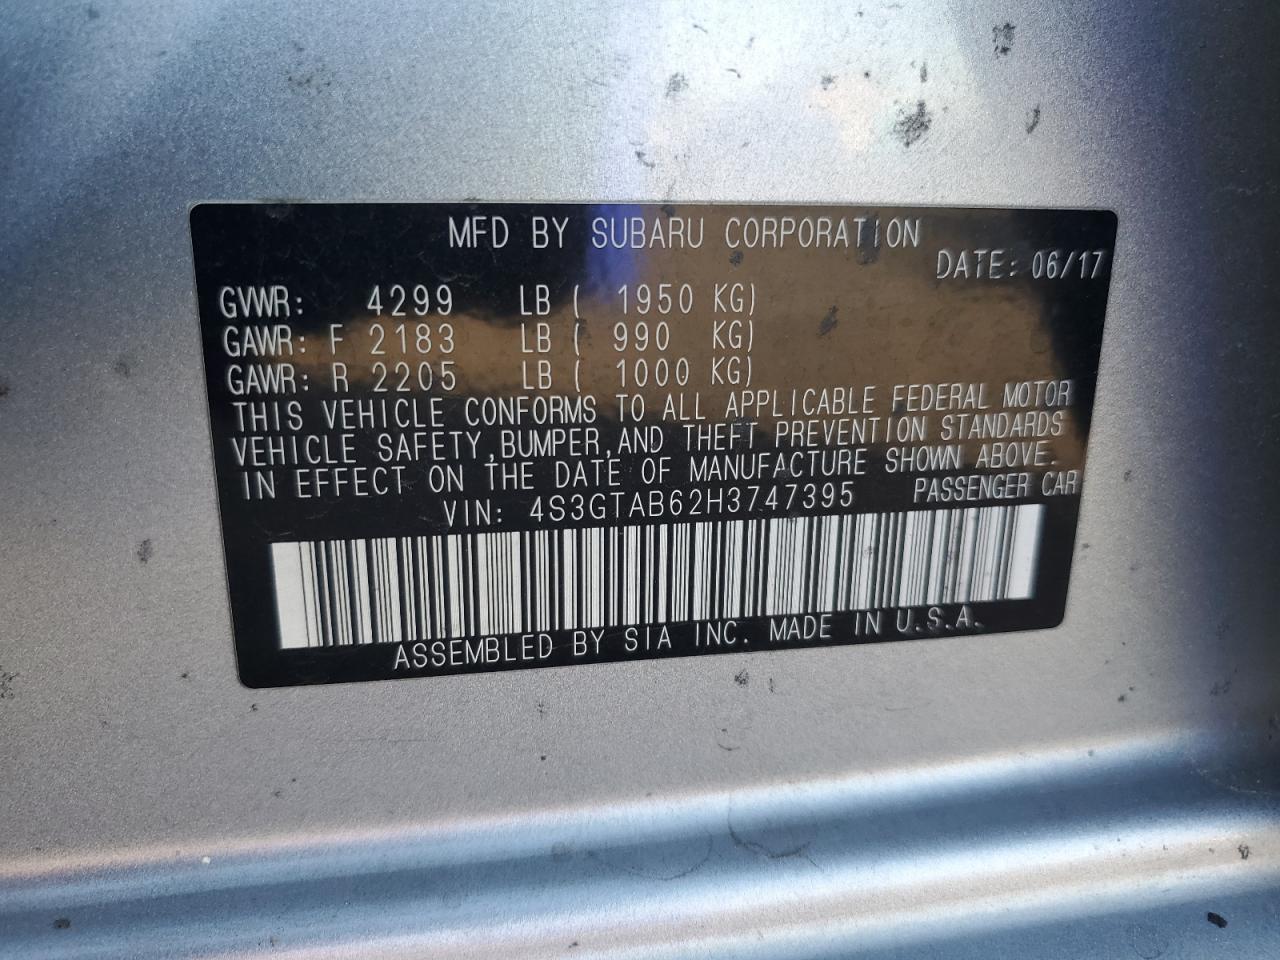 MFD BY SUBARU CORPORATION
DATE: 06/17
GVWR: 4299 LB ( 1950 KG)
GAWR: F 2183 LB ( 990 KG)
GAWR: R 2205 LB ( 1000 KG)
THIS VEHICLE CONFORMS TO ALL APPLICABLE FEDERAL MOTOR
VEHICLE SAFETY,BUMPER,AND THEFT PREVENTION STANDARDS
IN EFFECT ON THE DATE OF MANUFACTURE SHOWN ABOVE.
VIN: 4S3GTAB62H3747395 PASSENGER CAR
ASSEMBLED BY SIA INC. MADE IN U.S.A.